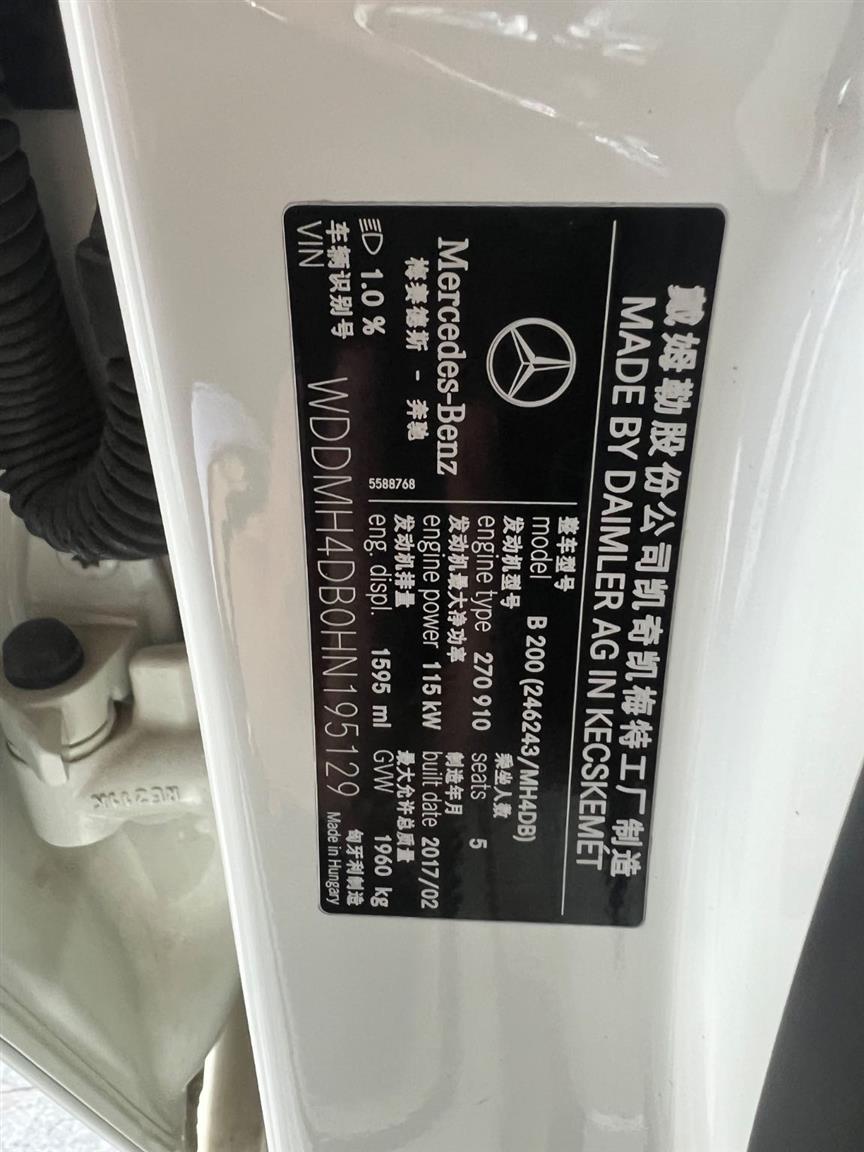 戴姆勒股份公司凯奇凯梅特工厂制造
MADE BY DAIMLER AG IN KECSKEMÉT
Mercedes-Benz
梅赛德斯 - 奔驰
5588768
整车型号
model B 200 (246243/MH4DB)
发动机型号 乘坐人数
engine type 270 910 seats 5
发动机最大净功率 制造年月
engine power 115 kW built date 2017/02
发动机排量 最大允许总质量
eng. displ. 1595 ml GVW 1960 kg
1.0 %
车辆识别号
VIN WDDMH4DB0HN195129
匈牙利制造
Made in Hungary